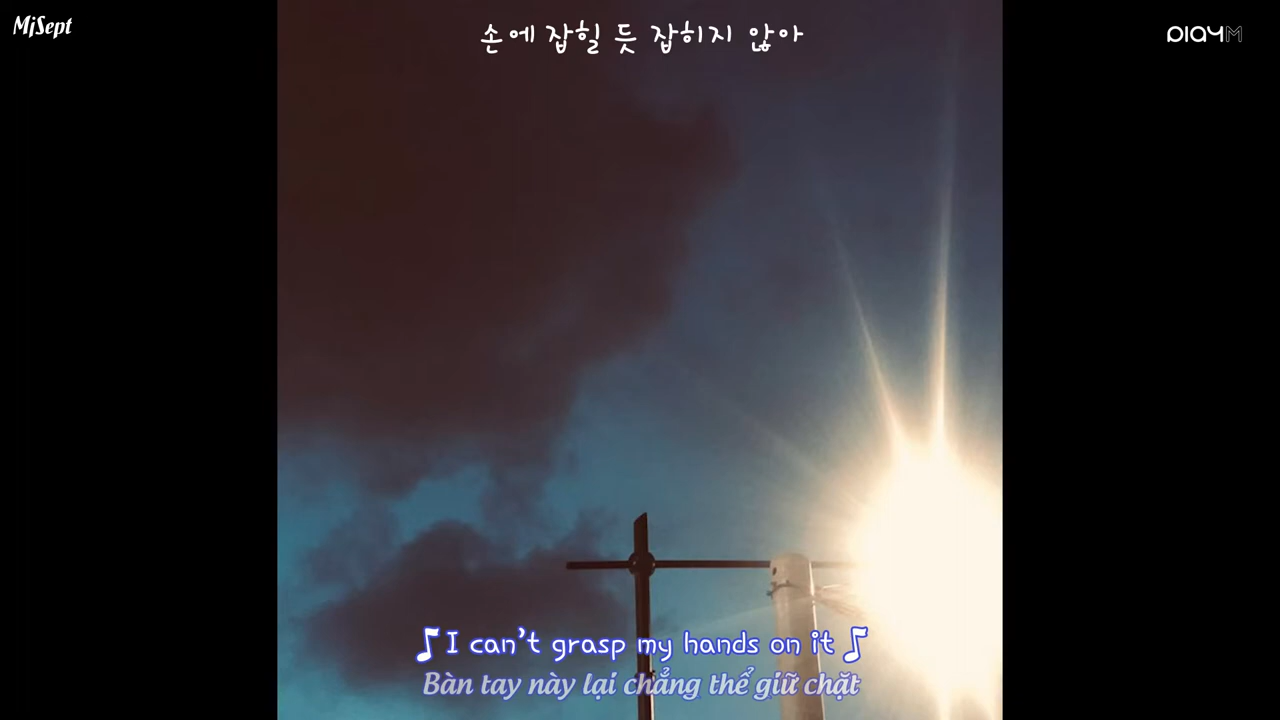 MjSept
손에 잡힐 듯 잡히지 않아
PlayM
♪ I can't grasp my hands on it ♪
Bàn tay này lại chẳng thể giữ chặt